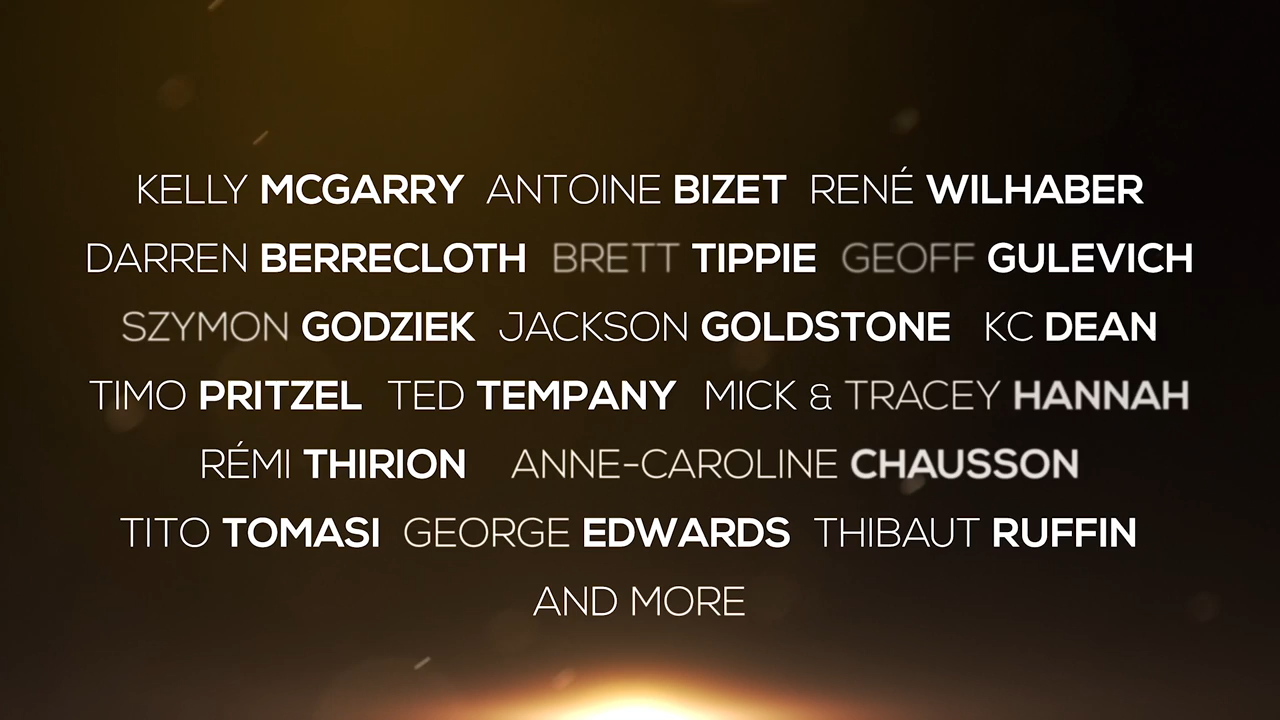 KELLY MCGARRY ANTOINE BIZET RENÉ WILHABER
DARREN BERRECLOTH BRETT TIPPIE GEOFF GULEVICH
SZYMON GODZIEK JACKSON GOLDSTONE KC DEAN
TIMO PRITZEL TED TEMPANY MICK & TRACEY HANNAH
RÉMI THIRION ANNE-CAROLINE CHAUSSON
TITO TOMASI GEORGE EDWARDS THIBAUT RUFFIN
AND MORE